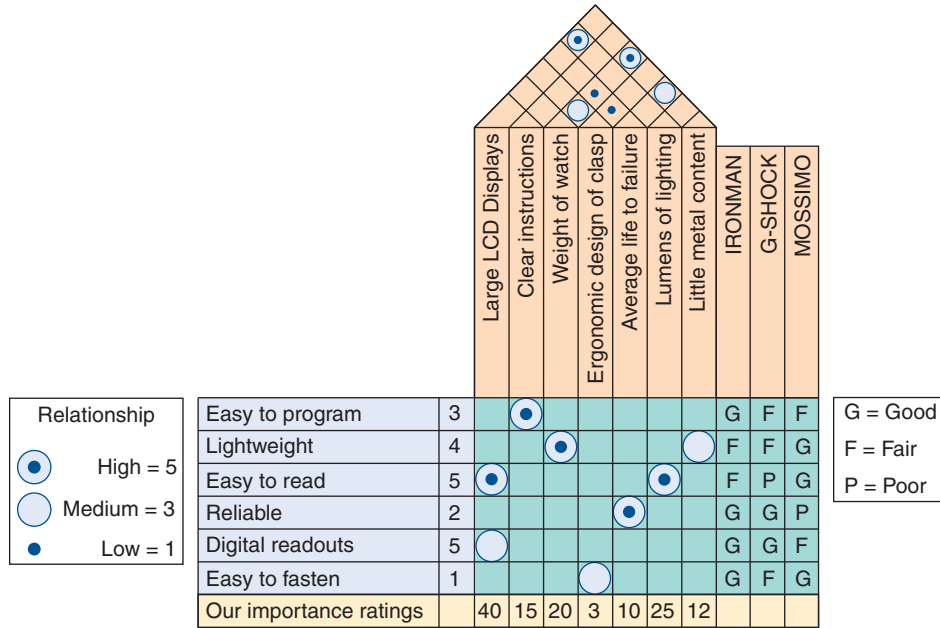 Large LCD Displays
Clear instructions
Weight of watch
Ergonomic design of clasp
Average life to failure
Lumens of lighting
Little metal content
IRONMAN
G-SHOCK
MOSSIMO
Relationship
High = 5
Medium = 3
Low = 1
Easy to program 3 G F F
Lightweight 4 F F G
Easy to read 5 F P G
Reliable 2 G G P
Digital readouts 5 G G F
Easy to fasten 1 G F G
Our importance ratings 40 15 20 3 10 25 12
G = Good
F = Fair
P = Poor